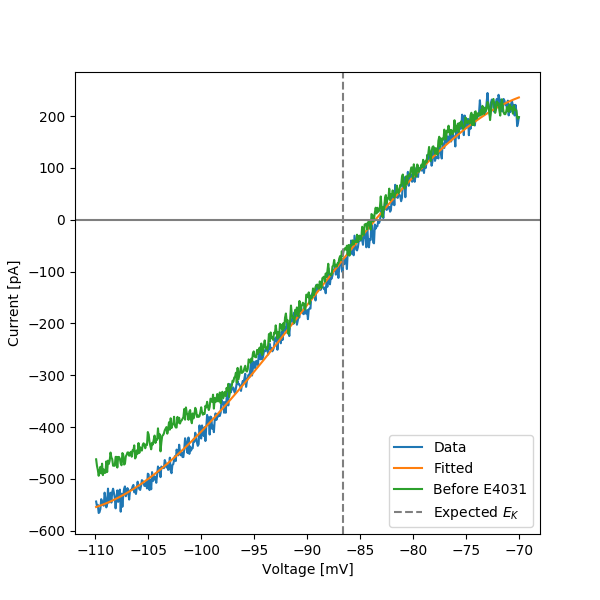 200
100
0
−100
−200
−300
−400
−500
−600
Current [pA]
Data
Fitted
Before E4031
Expected E_K
−110 −105 −100 −95 −90 −85 −80 −75 −70
Voltage [mV]